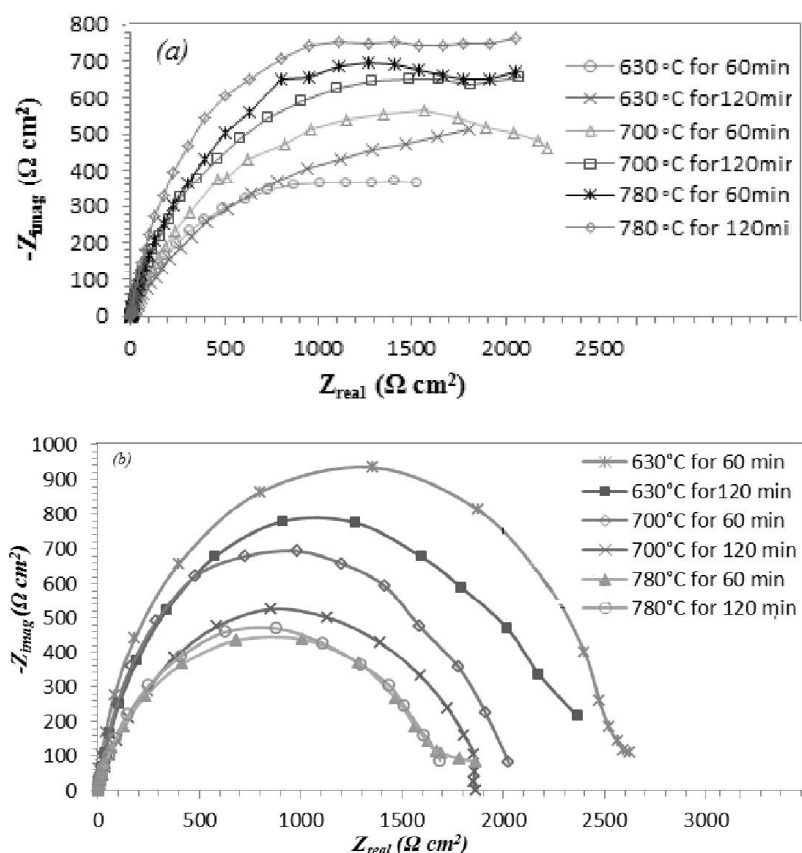 (a)
800
700
600
500
400
300
200
100
0
-Zimag (Ω cm²)
0 500 1000 1500 2000 2500
Zreal (Ω cm²)
630∘C for 60min
630∘C for120mir
700∘C for 60min
700∘C for120min
780∘C for 60min
780∘C for 120mir
(b)
1000
900
800
700
600
500
400
300
200
100
0
-Zimag (Ω cm²)
0 500 1000 1500 2000 2500 3000
Zreal (Ω cm²)
630°C for 60 min
630°C for120 min
700°C for 60 min
700°C for 120 min
780°C for 60 min
780°C for 120 min